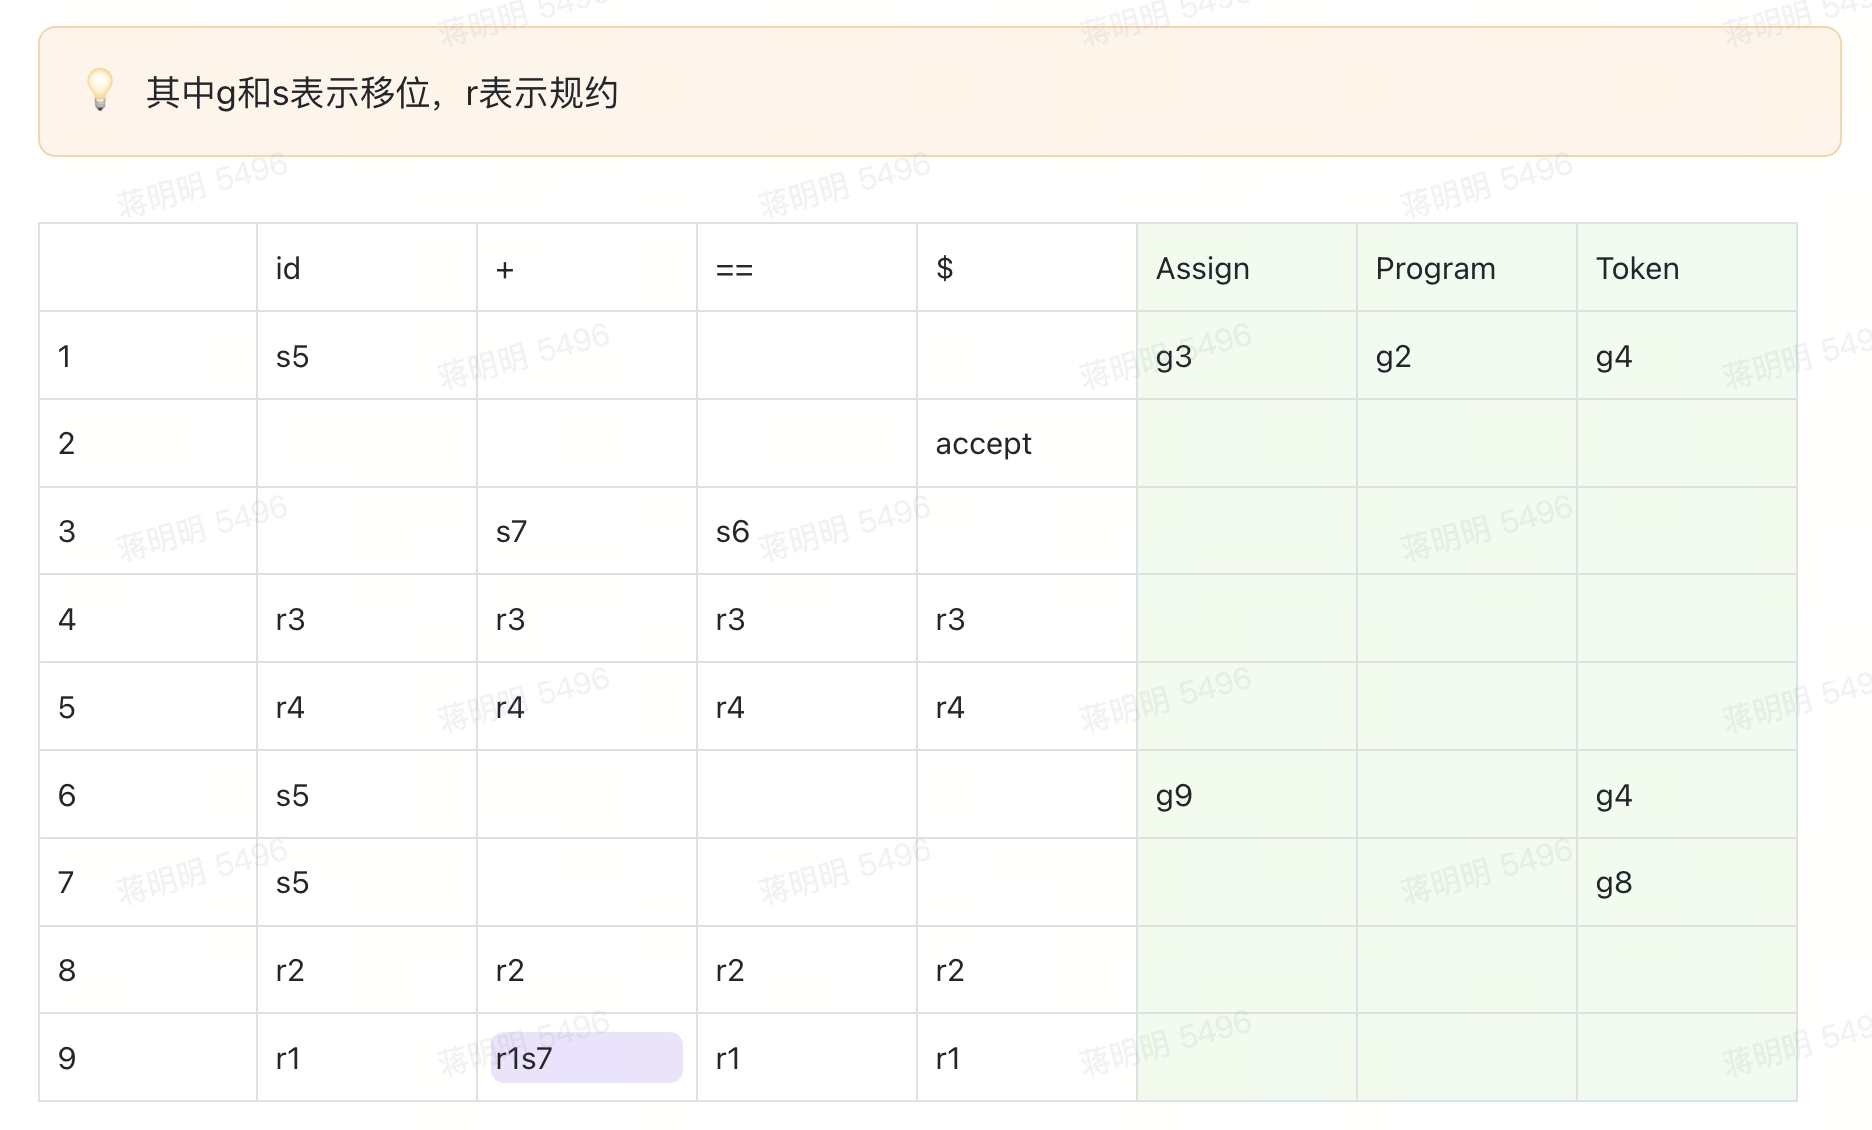 其中g和s表示移位，r表示规约
id + == $ Assign Program Token
1 s5 g3 g2 g4
2 accept
3 s7 s6
4 r3 r3 r3 r3
5 r4 r4 r4 r4
6 s5 g9 g4
7 s5 g8
8 r2 r2 r2 r2
9 r1 r1s7 r1 r1
蒋明明 5496